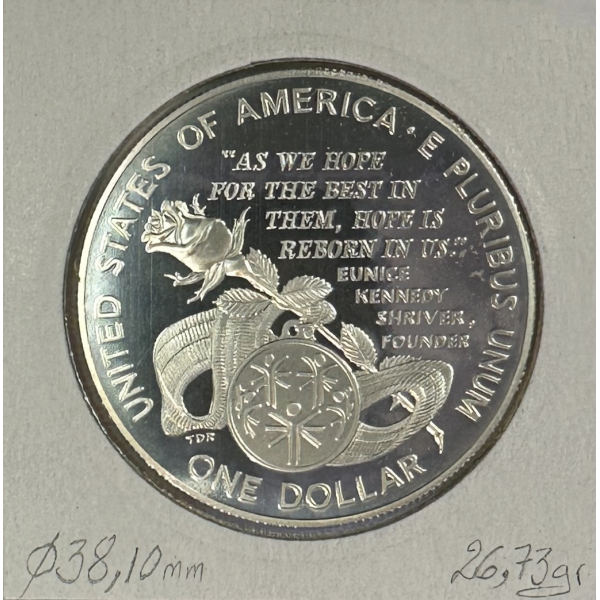 UNITED STATES OF AMERICA · E PLURIBUS UNUM
"AS WE HOPE
FOR THE BEST IN
THEM, HOPE IS
REBORN IN US."
EUNICE
KENNEDY
SHRIVER,
FOUNDER
TDR
ONE DOLLAR
Ø38,10mm
26,73gr